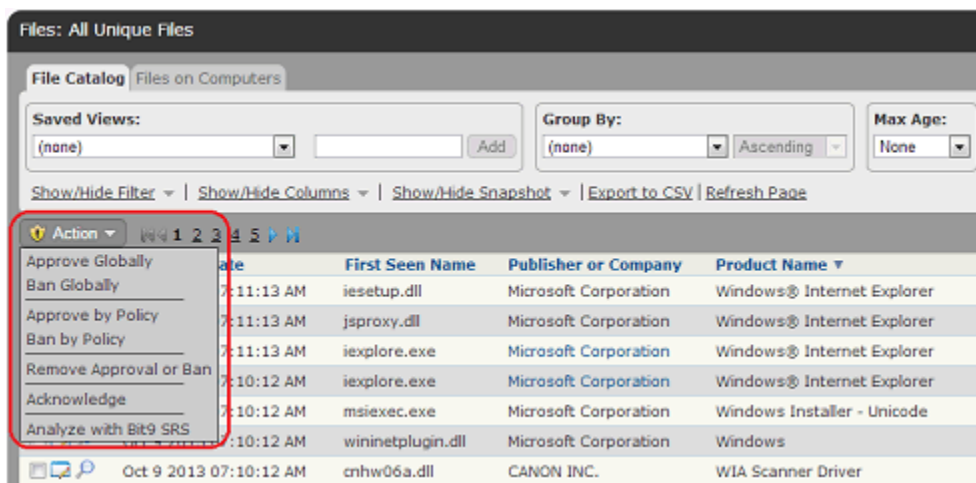 Files: All Unique Files
File Catalog Files on Computers
Saved Views: Group By: Max Age:
(none) Add (none) Ascending None
Show/Hide Filter | Show/Hide Columns | Show/Hide Snapshot | Export to CSV | Refresh Page
Action 1 2 3 4 5
Approve Globally ate First Seen Name Publisher or Company Product Name
Ban Globally 7:11:13 AM iesetup.dll Microsoft Corporation Windows® Internet Explorer
Approve by Policy 7:11:13 AM jsproxy.dll Microsoft Corporation Windows® Internet Explorer
Ban by Policy
7:11:13 AM iexplore.exe Microsoft Corporation Windows® Internet Explorer
Remove Approval or Ban 7:10:12 AM iexplore.exe Microsoft Corporation Windows® Internet Explorer
Acknowledge 7:10:12 AM msiexec.exe Microsoft Corporation Windows Installer - Unicode
Analyze with Bit9 SRS :10:12 AM wininetplugin.dll Microsoft Corporation Windows
Oct 9 2013 07:10:12 AM cnhw06a.dll CANON INC. WIA Scanner Driver